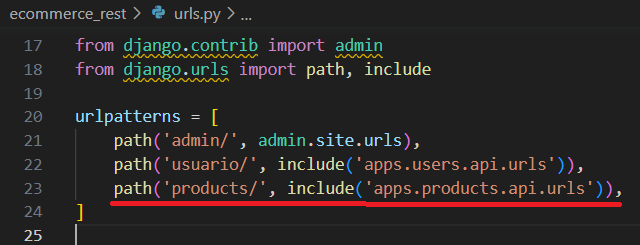 ecommerce_rest > urls.py > ...
17 from django.contrib import admin
18 from django.urls import path, include
19
20 urlpatterns = [
21     path('admin/', admin.site.urls),
22     path('usuario/', include('apps.users.api.urls')),
23     path('products/', include('apps.products.api.urls')),
24 ]
25